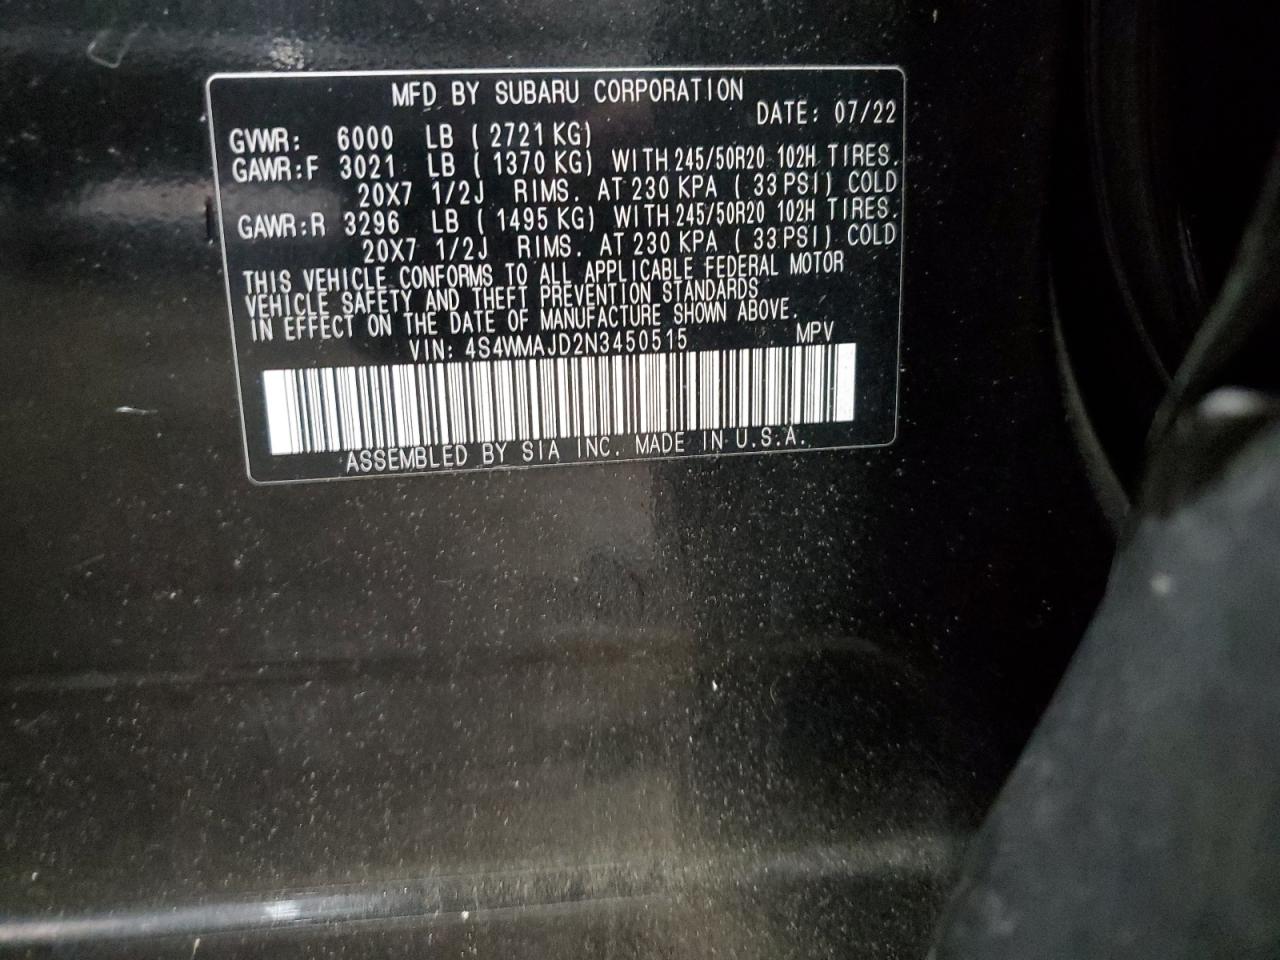 MFD BY SUBARU CORPORATION
DATE: 07/22
GVWR: 6000 LB ( 2721 KG)
GAWR:F 3021 LB ( 1370 KG) WITH 245/50R20 102H TIRES.
20X7 1/2J RIMS. AT 230 KPA ( 33 PSI) COLD
GAWR:R 3296 LB ( 1495 KG) WITH 245/50R20 102H TIRES.
20X7 1/2J RIMS. AT 230 KPA ( 33 PSI) COLD
THIS VEHICLE CONFORMS TO ALL APPLICABLE FEDERAL MOTOR
VEHICLE SAFETY AND THEFT PREVENTION STANDARDS
IN EFFECT ON THE DATE OF MANUFACTURE SHOWN ABOVE.
VIN: 4S4WMAJD2N3450515 MPV
ASSEMBLED BY SIA INC. MADE IN U.S.A.